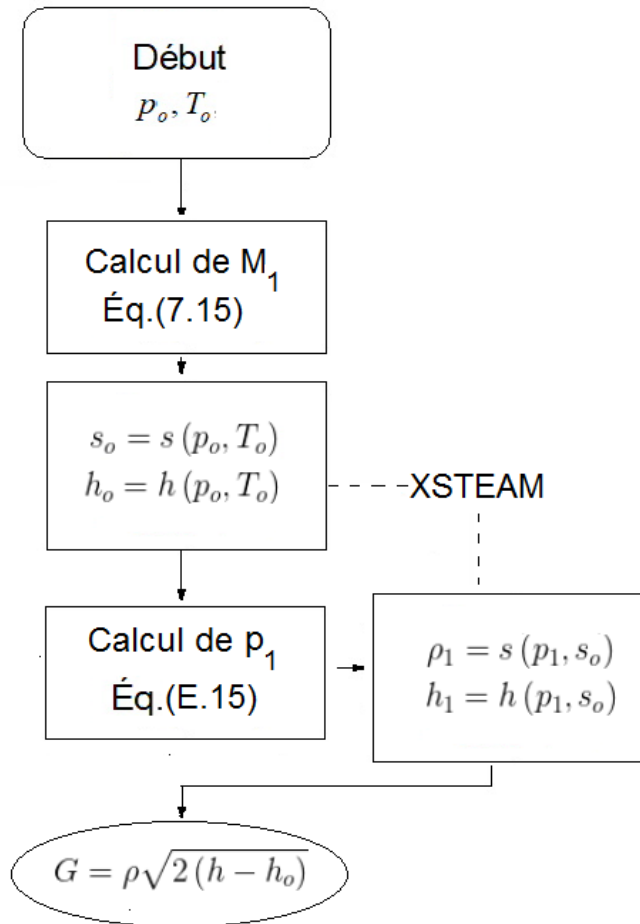 Début
p_o, T_o
Calcul de M_1
Éq.(7.15)
s_o = s (p_o, T_o)
h_o = h (p_o, T_o)
XSTEAM
Calcul de p_1
Éq.(E.15)
ρ_1 = s (p_1, s_o)
h_1 = h (p_1, s_o)
G = ρ√2 (h − h_o)